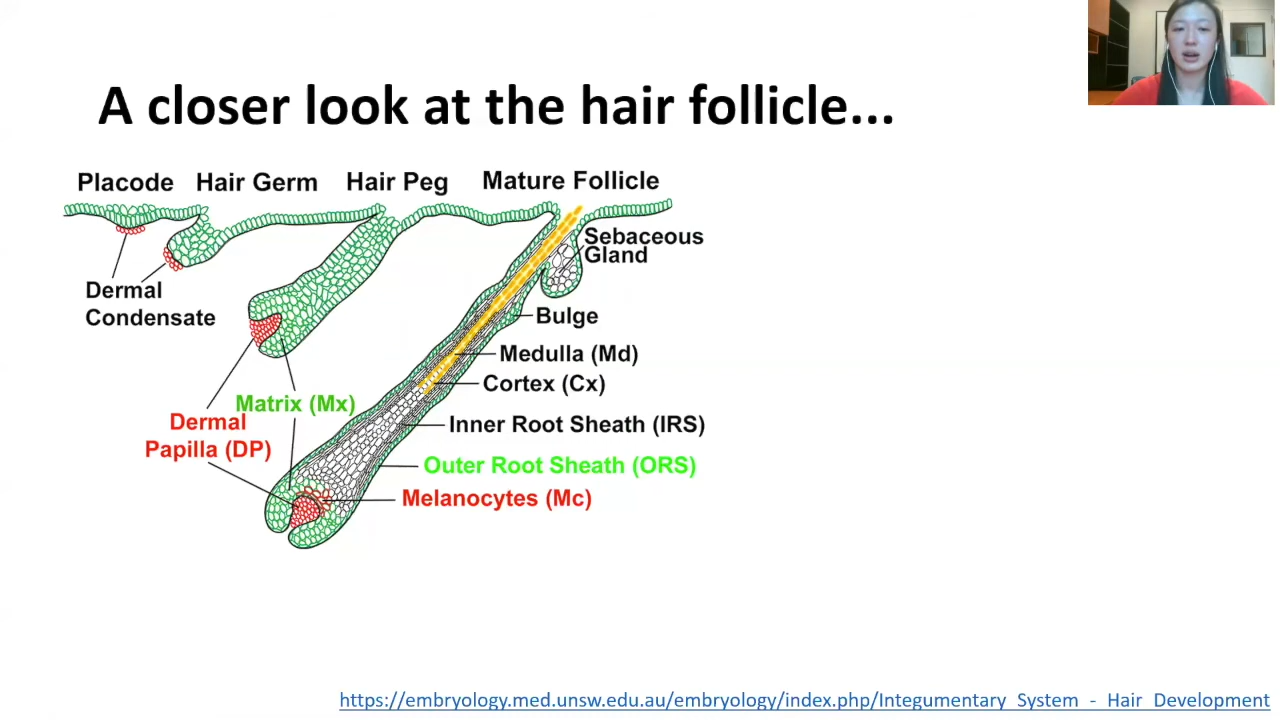 A closer look at the hair follicle...
Placode
Hair Germ
Hair Peg
Mature Follicle
Sebaceous
Gland
Dermal
Condensate
Bulge
Medulla (Md)
Cortex (Cx)
Matrix (Mx)
Dermal
Papilla (DP)
Inner Root Sheath (IRS)
Outer Root Sheath (ORS)
Melanocytes (Mc)
https://embryology.med.unsw.edu.au/embryology/index.php/Integumentary_System_-_Hair_Development